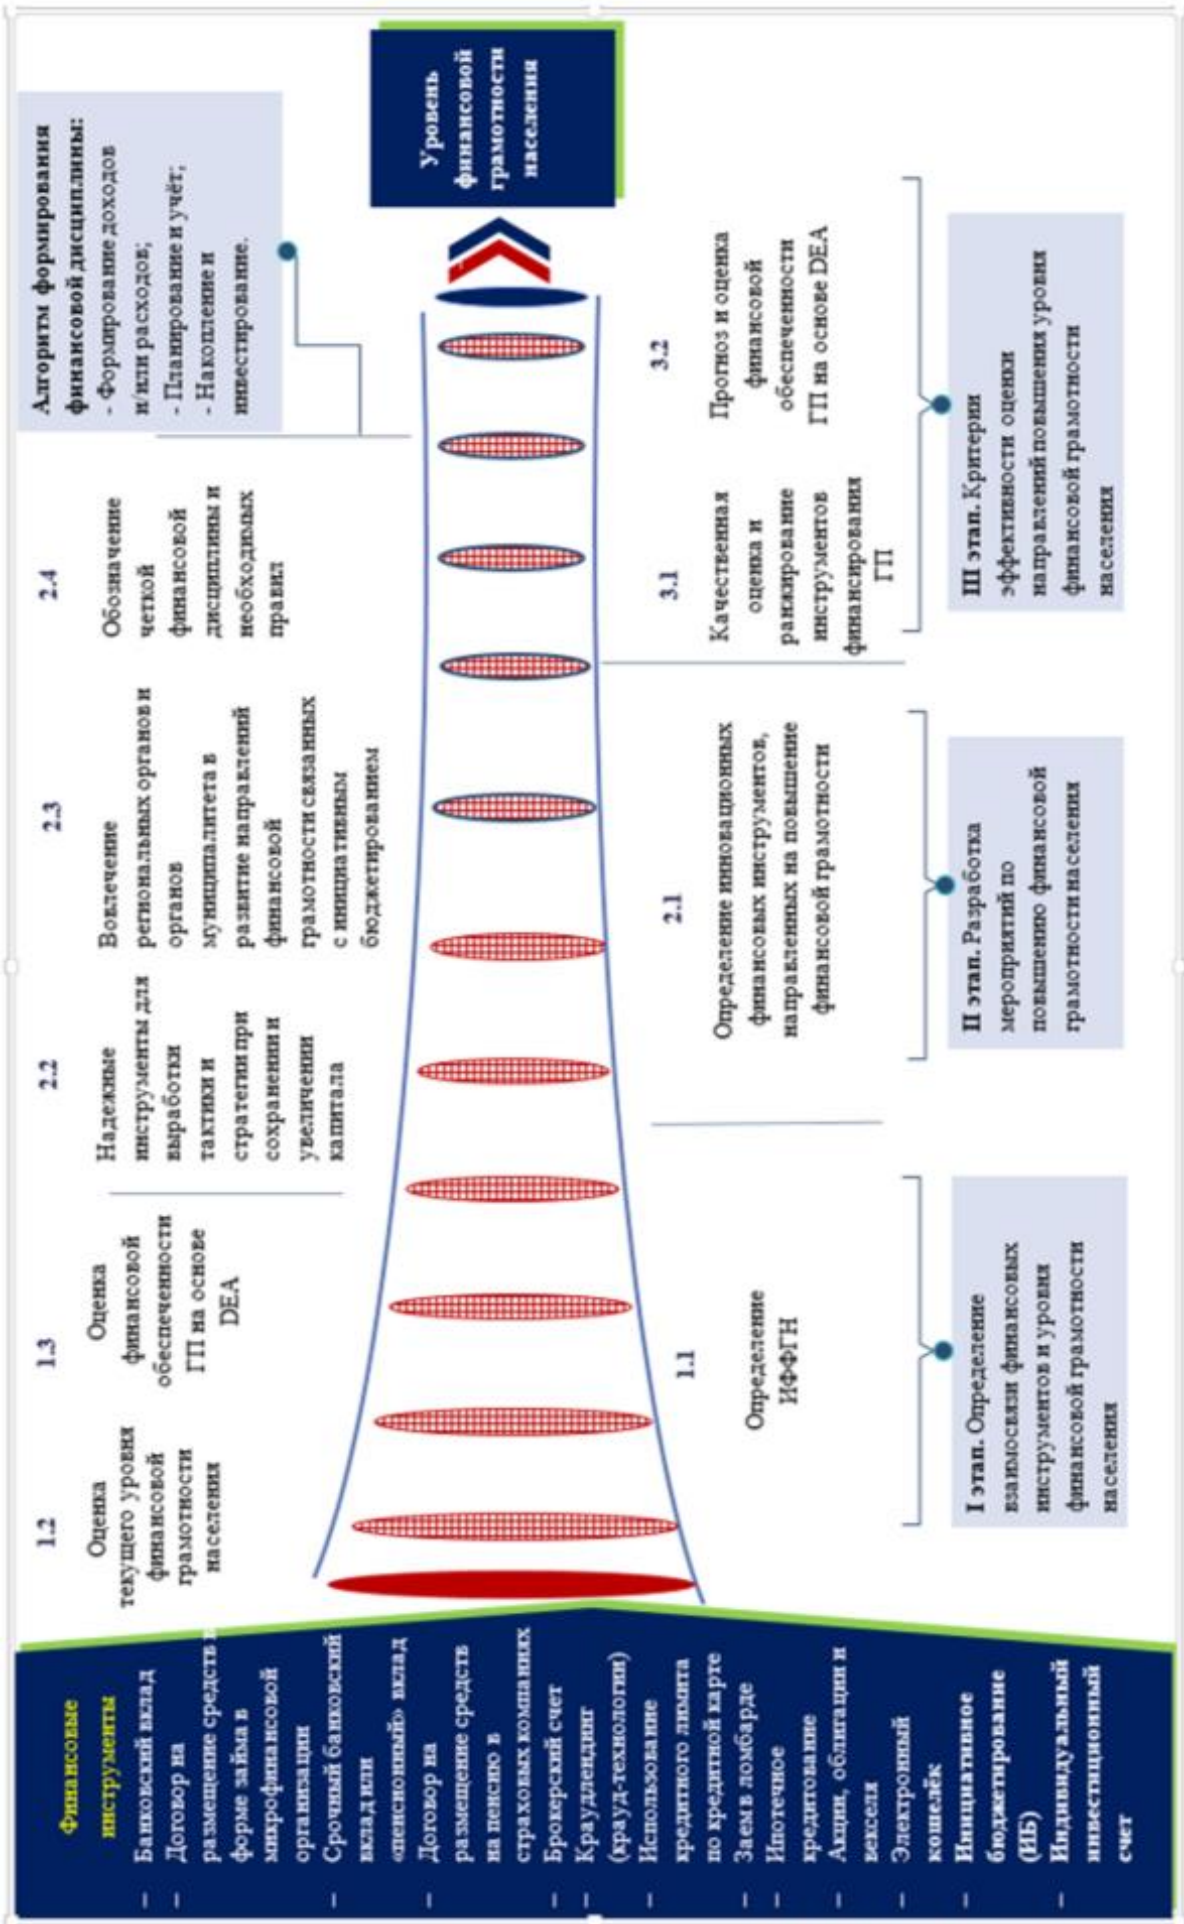 Финансовые
инструменты
– Банковский вклад
– Договор на
размещение средств в
форме займа в
микрофинансовой
организации
– Срочный банковский
вклад или
«пенсионный» вклад
– Договор на
размещение средств
на пенсию в
страховых компаниях
– Брокерский счет
– Краудлендинг
(крауд-технологии)
– Использование
кредитного лимита
по кредитной карте
– Заем в ломбарде
– Ипотечное
кредитование
– Акции, облигации и
векселя
– Электронный
кошелёк
– Инициативное
бюджетирование
(ИБ)
– Индивидуальный
инвестиционный
счет
1.2
Оценка
текущего уровня
финансовой
грамотности
населения
1.3
Оценка
финансовой
обеспеченности
ГП на основе
DEA
2.2
Надежные
инструменты для
выработки
тактики и
стратегии при
сохранении и
увеличении
капитала
2.3
Вовлечение
региональных органов и
органов
муниципалитета в
развитие направлений
финансовой
грамотности связанных
с инициативным
бюджетированием
2.4
Обозначение
четкой
финансовой
дисциплины и
необходимых
правил
Алгоритм формирования
финансовой дисциплины:
- Формирование доходов
и/или расходов;
- Планирование и учёт;
- Накопление и
инвестирование.
Уровень
финансовой
грамотности
населения
1.1
Определение
ИФФГН
2.1
Определение инновационных
финансовых инструментов,
направленных на повышение
финансовой грамотности
3.1
Качественная
оценка и
ранжирование
инструментов
финансирования
ГП
3.2
Прогноз и оценка
финансовой
обеспеченности
ГП на основе DEA
I этап. Определение
взаимосвязи финансовых
инструментов и уровня
финансовой грамотности
населения
II этап. Разработка
мероприятий по
повышению финансовой
грамотности населения
III этап. Критерии
эффективности оценки
направлений повышения уровня
финансовой грамотности
населения